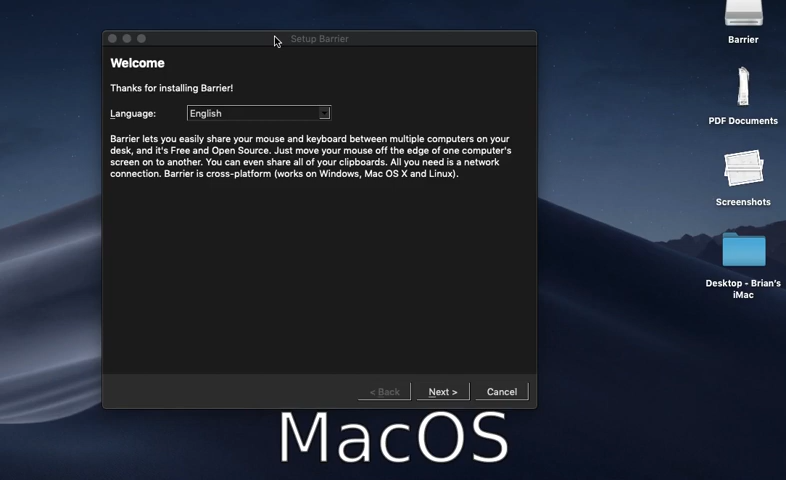 Setup Barrier
Welcome
Thanks for installing Barrier!
Language: English
Barrier lets you easily share your mouse and keyboard between multiple computers on your
desk, and it's Free and Open Source. Just move your mouse off the edge of one computer's
screen on to another. You can even share all of your clipboards. All you need is a network
connection. Barrier is cross-platform (works on Windows, Mac OS X and Linux).
< Back Next > Cancel
MacOS
Barrier
PDF Documents
Screenshots
Desktop - Brian's
iMac